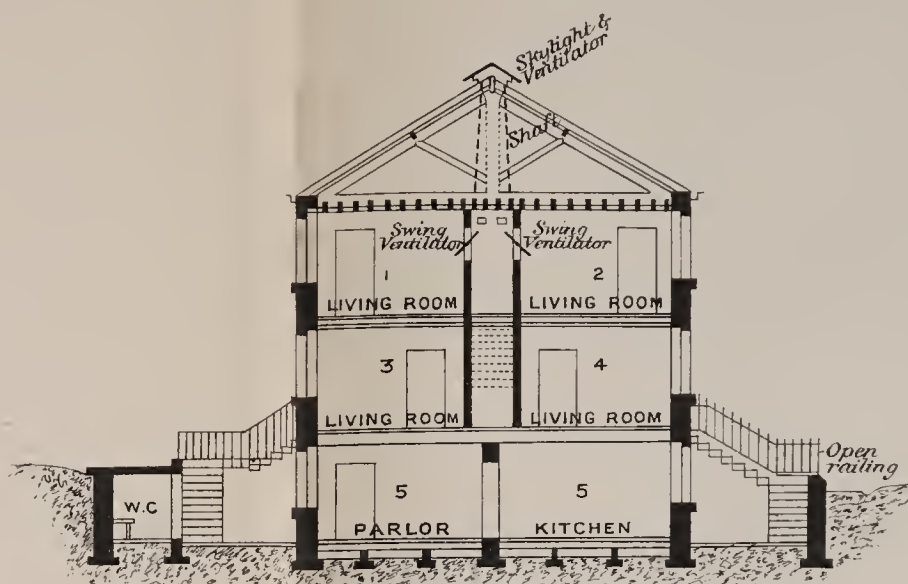 Skylight &
Ventilator
Shaft
Swing
Ventilator
Swing
Ventilator
1
LIVING ROOM
2
LIVING ROOM
3
LIVING ROOM
4
LIVING ROOM
Open
railing
W.C
5
PARLOR
5
KITCHEN